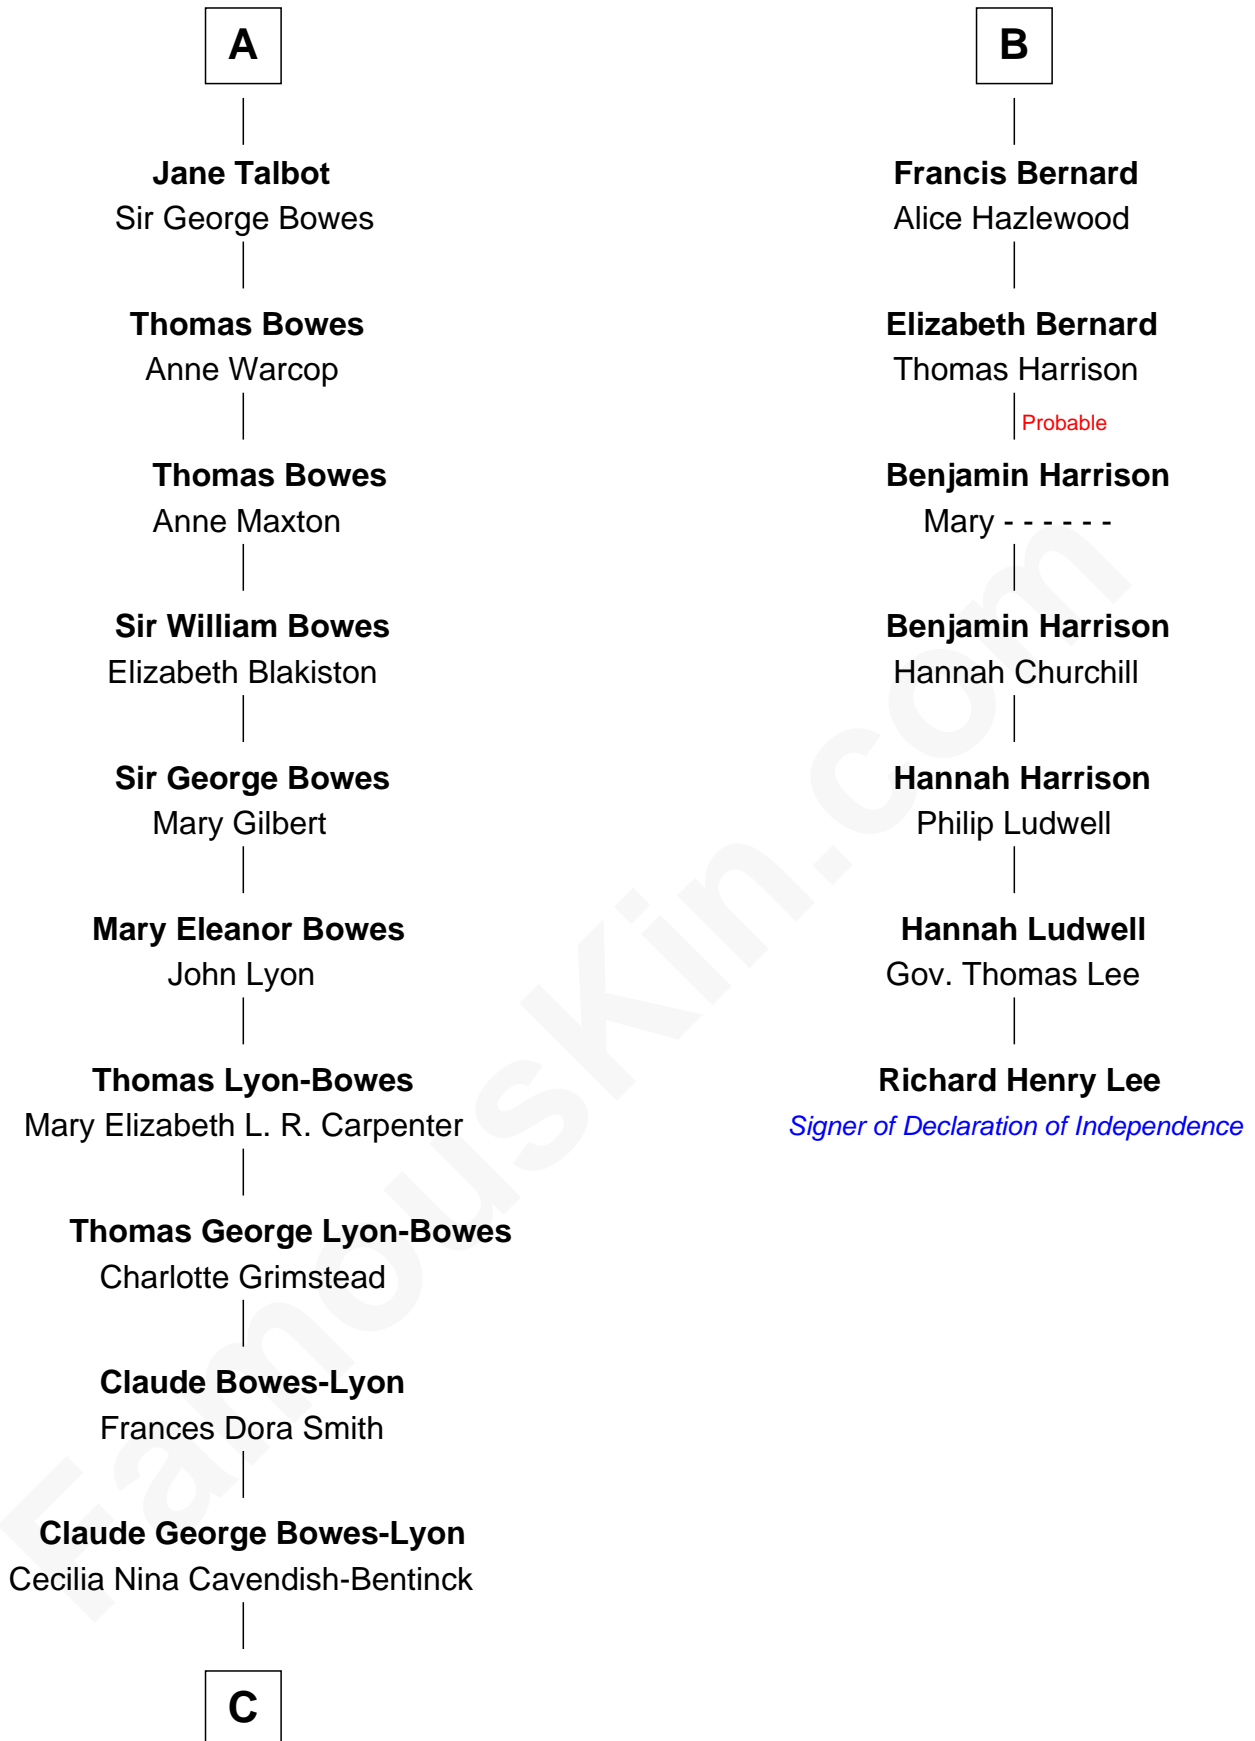 A
Jane Talbot
Sir George Bowes
Thomas Bowes
Anne Warcop
Thomas Bowes
Anne Maxton
Sir William Bowes
Elizabeth Blakiston
Sir George Bowes
Mary Gilbert
Mary Eleanor Bowes
John Lyon
Thomas Lyon-Bowes
Mary Elizabeth L. R. Carpenter
Thomas George Lyon-Bowes
Charlotte Grimstead
Claude Bowes-Lyon
Frances Dora Smith
Claude George Bowes-Lyon
Cecilia Nina Cavendish-Bentinck
C
B
Francis Bernard
Alice Hazlewood
Elizabeth Bernard
Thomas Harrison
Probable
Benjamin Harrison
Mary - - - - - -
Benjamin Harrison
Hannah Churchill
Hannah Harrison
Philip Ludwell
Hannah Ludwell
Gov. Thomas Lee
Richard Henry Lee
Signer of Declaration of Independence
FamousKin.com